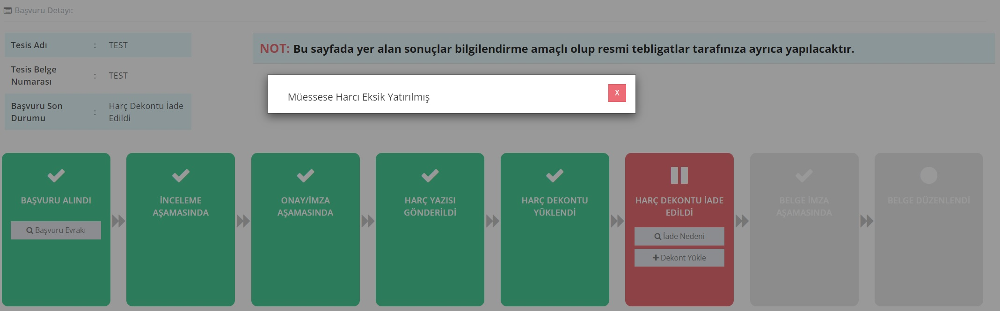 Başvuru Detayı:
Tesis Adı : TEST
NOT: Bu sayfada yer alan sonuçlar bilgilendirme amaçlı olup resmi tebligatlar tarafınıza ayrıca yapılacaktır.
Tesis Belge
Numarası : TEST
Başvuru Son
Durumu : Harç Dekontu İade
Edildi
Müessese Harcı Eksik Yatırılmış
X
BAŞVURU ALINDI
Başvuru Evrakı
İNCELEME
AŞAMASINDA
ONAY/İMZA
AŞAMASINDA
HARÇ YAZISI
GÖNDERİLDİ
HARÇ DEKONTU
YÜKLENDİ
HARÇ DEKONTU İADE
EDİLDİ
İade Nedeni
Dekont Yükle
BELGE İMZA
AŞAMASINDA
BELGE DÜZENLENDİ